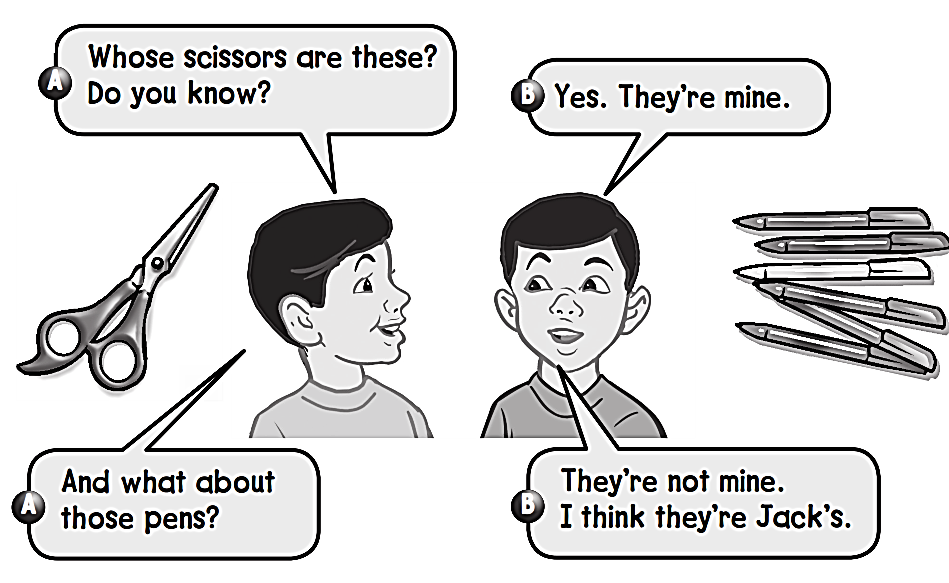 A Whose scissors are these?
Do you know?
B Yes. They're mine.
A And what about
those pens?
B They're not mine.
I think they're Jack's.